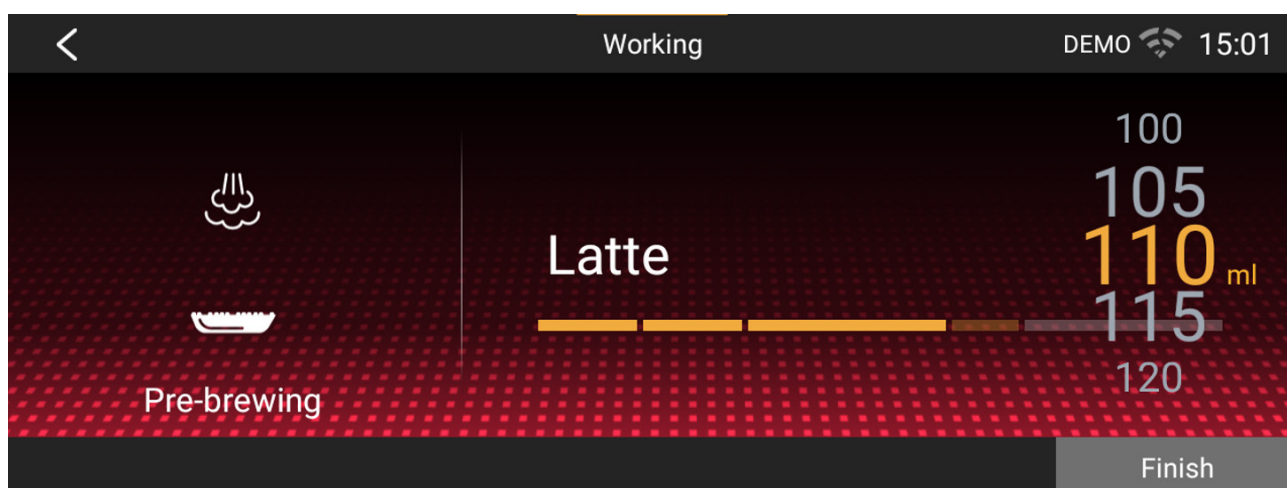 Working
DEMO 15:01
100
105
Latte
110 ml
115
120
Pre-brewing
Finish